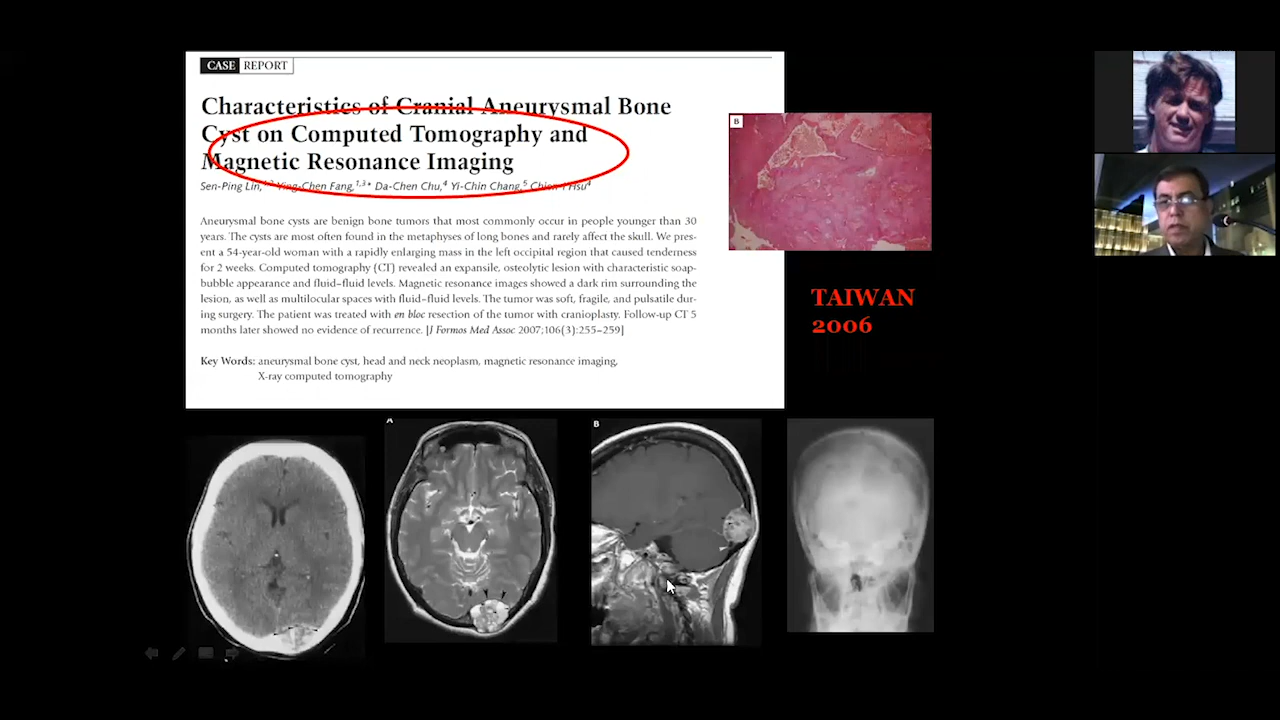 CASE REPORT
Characteristics of Cranial Aneurysmal Bone
Cyst on Computed Tomography and
Magnetic Resonance Imaging
Sen-Ping Lin, Ying-Chen Fang,1,3* Da-Chen Chu,4 Yi-Chin Chang,5 Hsu4
Aneurysmal bone cysts are benign bone tumors that most commonly occur in people younger than 30
years. The cysts are most often found in the metaphyses of long bones and rarely affect the skull. We pres-
ent a 54-year-old woman with a rapidly enlarging mass in the left occipital region that caused tenderness
for 2 weeks. Computed tomography (CT) revealed an expansile, osteolytic lesion with characteristic soap-
bubble appearance and fluid–fluid levels. Magnetic resonance images showed a dark rim surrounding the
lesion, as well as multilocular spaces with fluid–fluid levels. The tumor was soft, fragile, and pulsatile dur-
ing surgery. The patient was treated with en bloc resection of the tumor with cranioplasty. Follow-up CT 5
months later showed no evidence of recurrence. [J Formos Med Assoc 2007;106(3):255–259]
Key Words: aneurysmal bone cyst, head and neck neoplasm, magnetic resonance imaging,
X-ray computed tomography
B
TAIWAN
2006
A
B